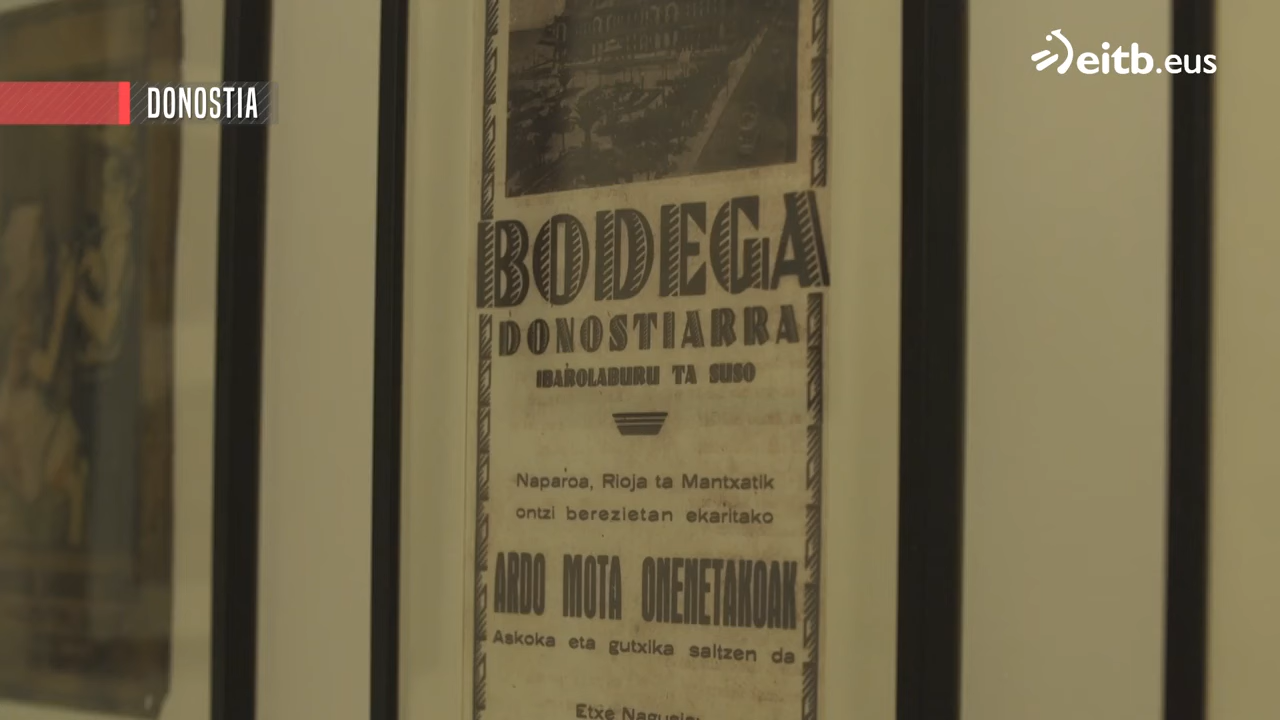 eitb.eus
DONOSTIA
BODEGA
DONOSTIARRA
IBAROLABURU TA SUSO
Naparoa, Rioja ta Mantxatik
ontzi berezietan ekaritako
ARDO MOTA ONENETAKOAK
Askoka eta gutxika saltzen da
Etxe